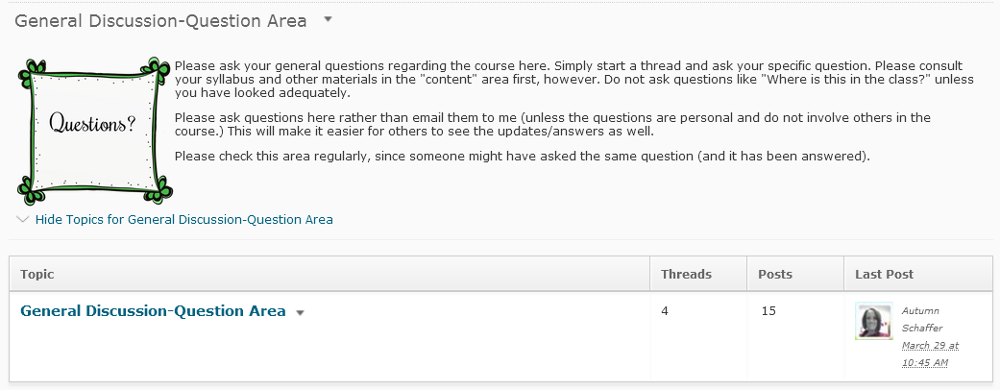 General Discussion-Question Area
Questions?
Please ask your general questions regarding the course here. Simply start a thread and ask your specific question. Please consult
your syllabus and other materials in the "content" area first, however. Do not ask questions like "Where is this in the class?" unless
you have looked adequately.
Please ask questions here rather than email them to me (unless the questions are personal and do not involve others in the
course.) This will make it easier for others to see the updates/answers as well.
Please check this area regularly, since someone might have asked the same question (and it has been answered).
Hide Topics for General Discussion-Question Area
Topic Threads Posts Last Post
General Discussion-Question Area 4 15 Autumn
Schaffer
March 29 at
10:45 AM